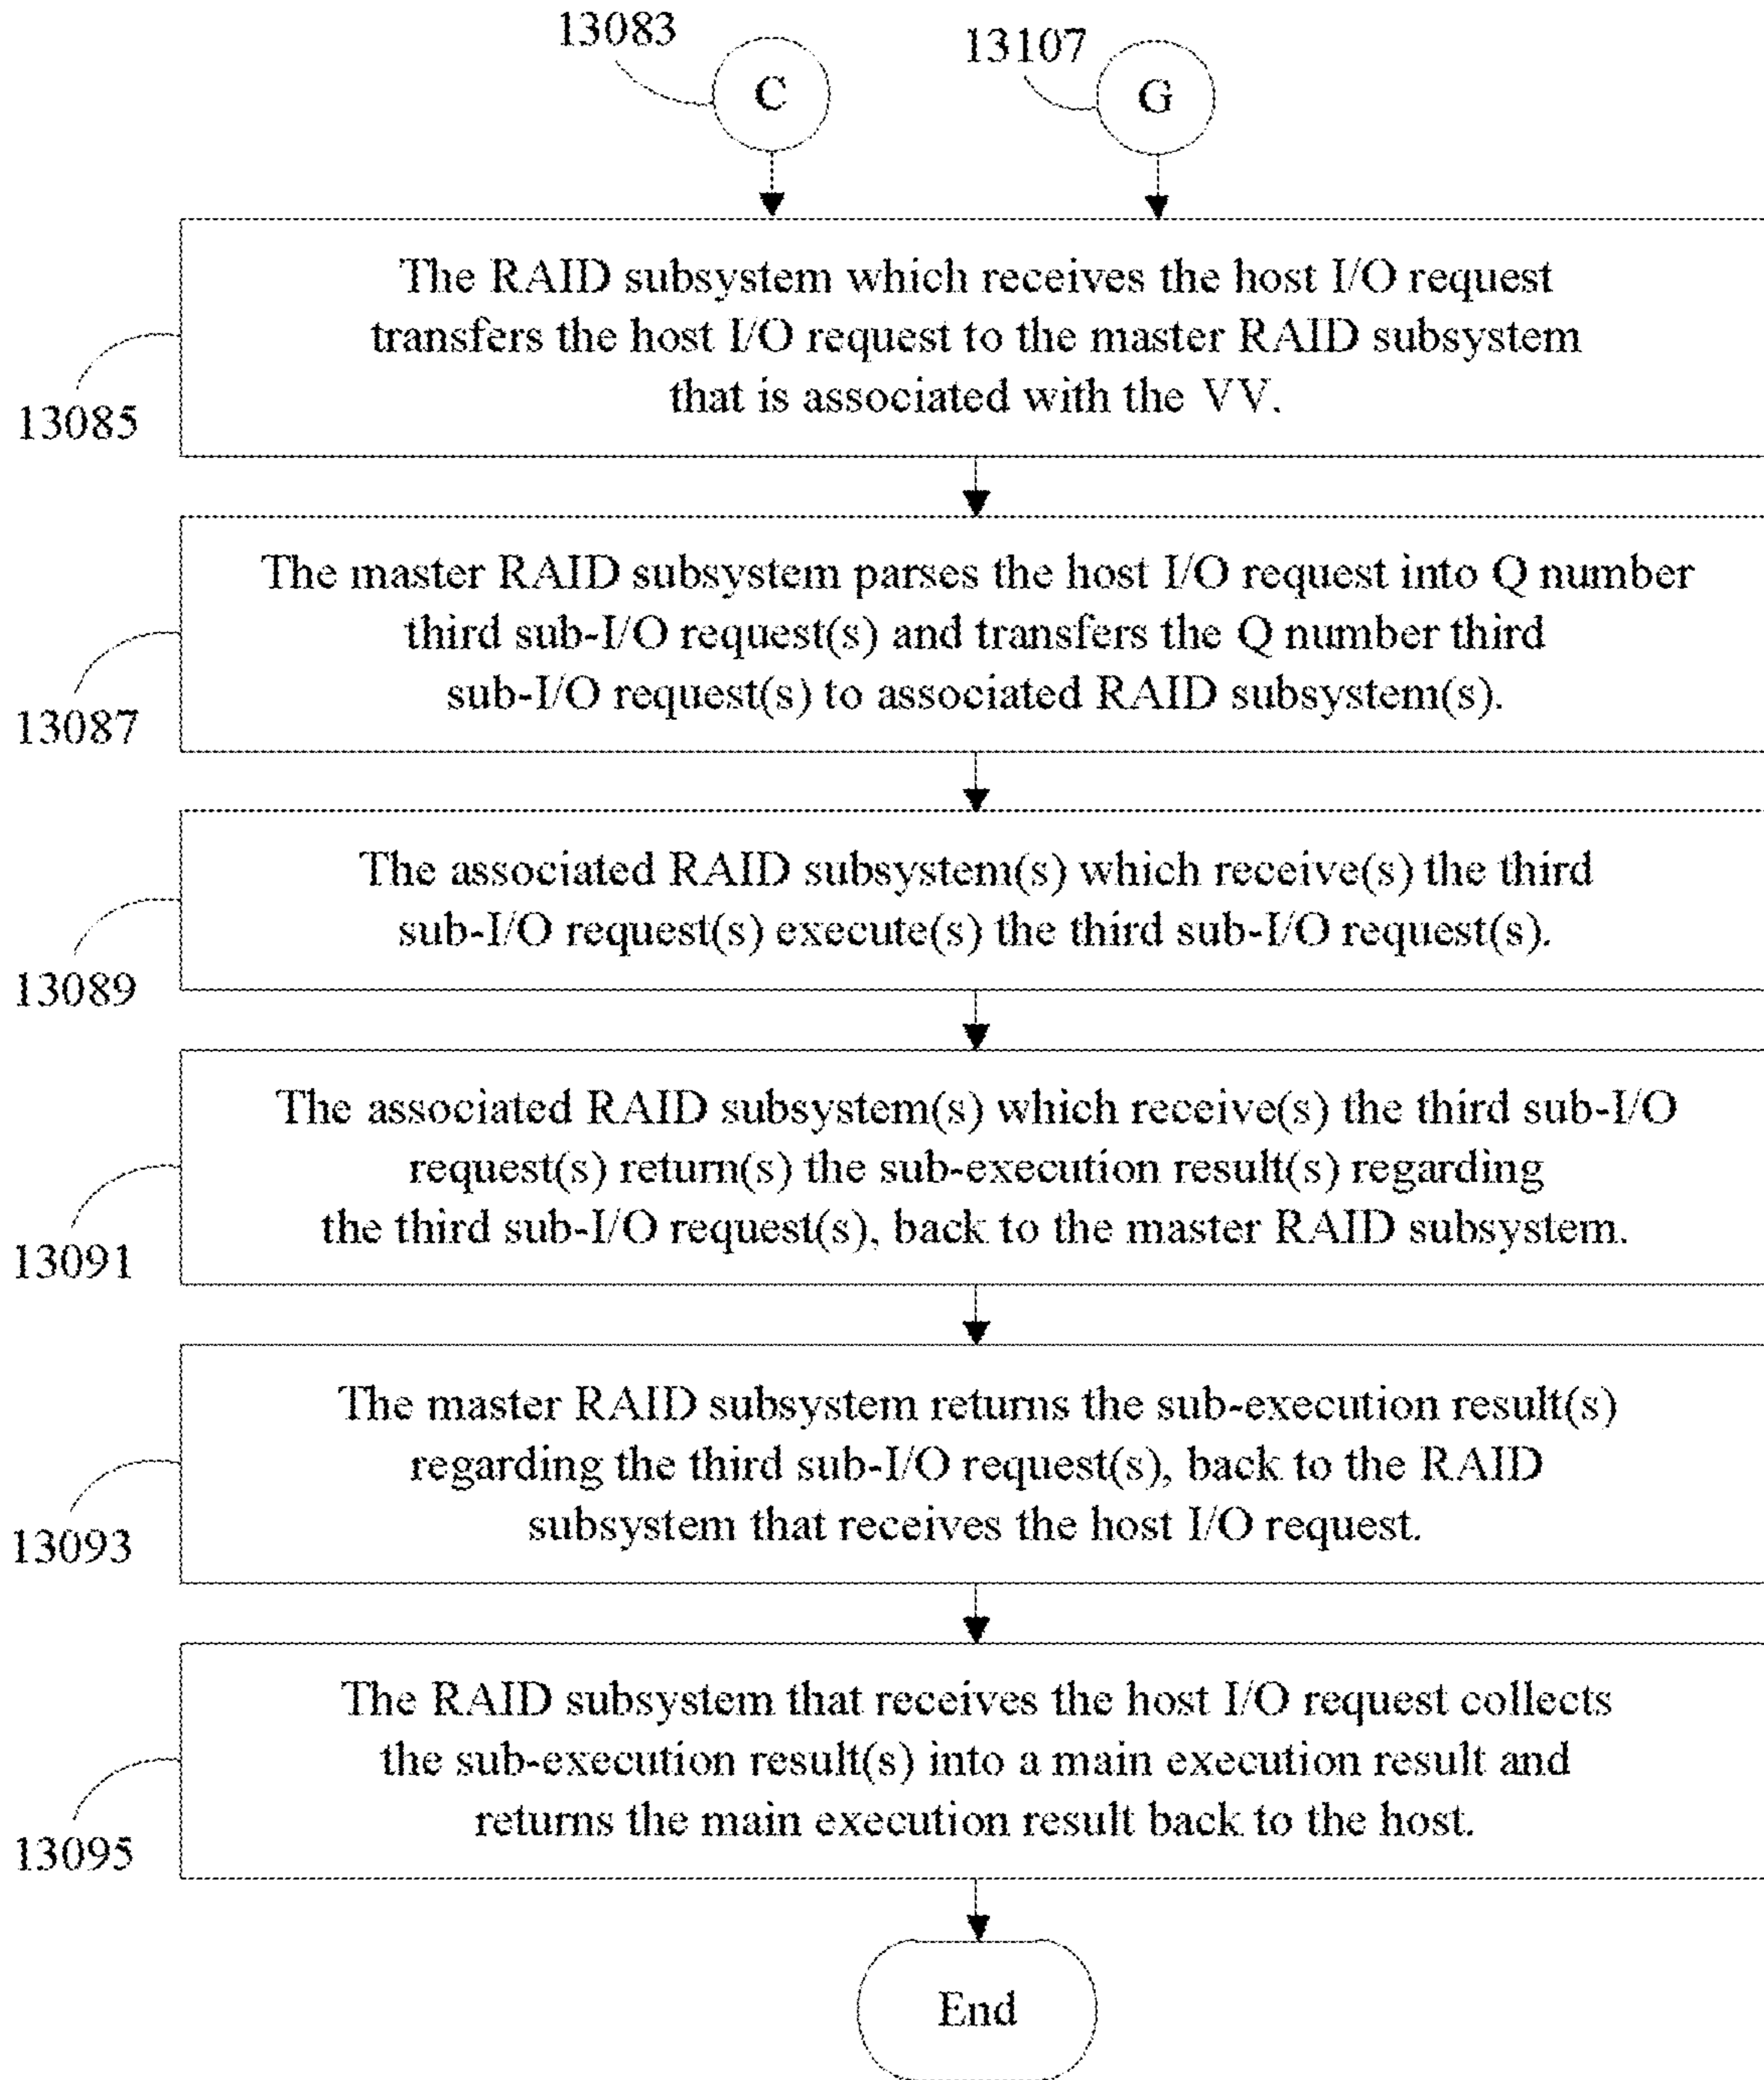 13083
C
13107
G
The RAID subsystem which receives the host I/O request
transfers the host I/O request to the master RAID subsystem
that is associated with the VV.
13085
The master RAID subsystem parses the host I/O request into Q number
third sub-I/O request(s) and transfers the Q number third
sub-I/O request(s) to associated RAID subsystem(s).
13087
The associated RAID subsystem(s) which receive(s) the third
sub-I/O request(s) execute(s) the third sub-I/O request(s).
13089
The associated RAID subsystem(s) which receive(s) the third sub-I/O
request(s) return(s) the sub-execution result(s) regarding
the third sub-I/O request(s), back to the master RAID subsystem.
13091
The master RAID subsystem returns the sub-execution result(s)
regarding the third sub-I/O request(s), back to the RAID
subsystem that receives the host I/O request.
13093
The RAID subsystem that receives the host I/O request collects
the sub-execution result(s) into a main execution result and
returns the main execution result back to the host.
13095
End